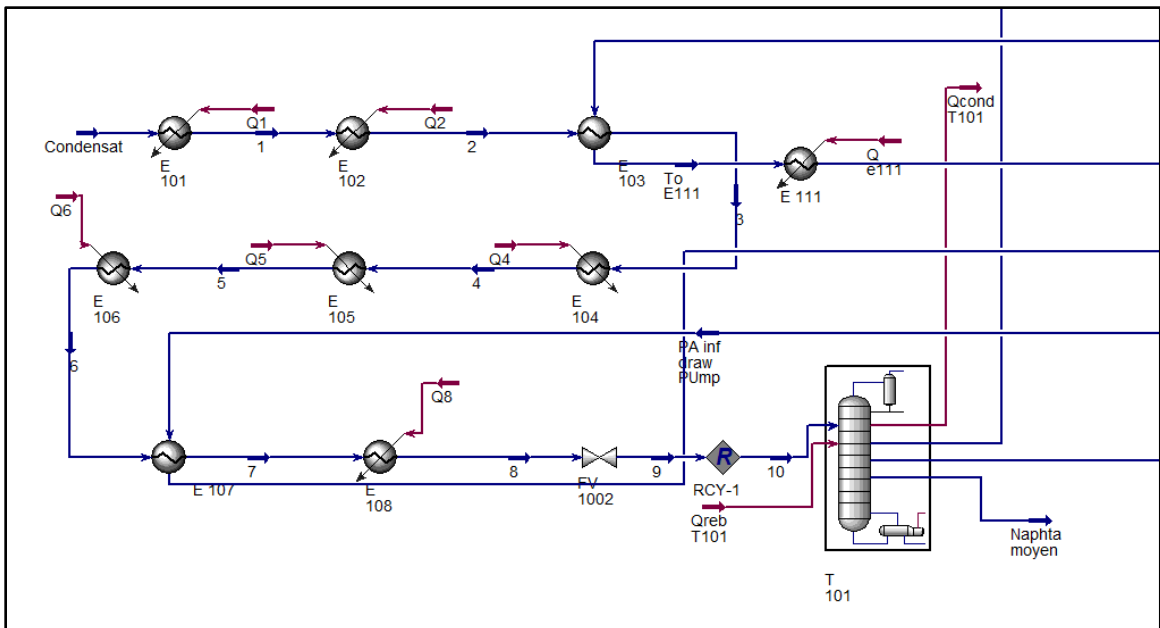 Qcond
T101
Condensat
Q1
1
Q2
2
E
101
E
102
E
103
To
E111
Q
e111
E 111
3
Q6
Q5
5
Q4
4
E
106
E
105
E
104
6
PA inf
draw
PUmp
Q8
7
8
9
10
E 107
E
108
FV
1002
R
RCY-1
Qreb
T101
Naphta
moyen
T
101